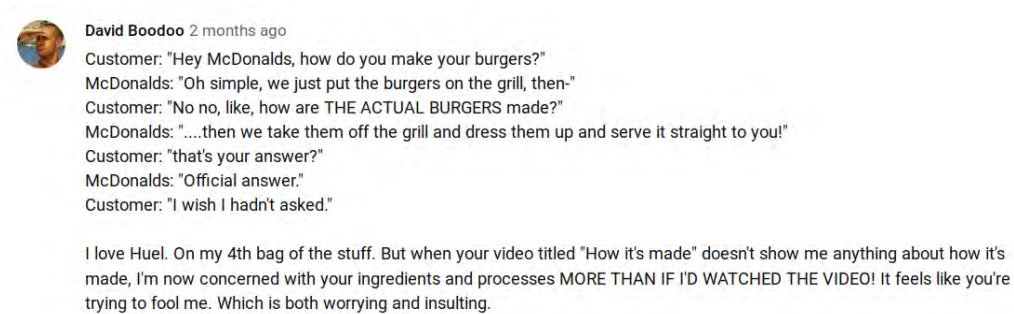 David Boodoo 2 months ago
Customer: "Hey McDonalds, how do you make your burgers?"
McDonalds: "Oh simple, we just put the burgers on the grill, then-"
Customer: "No no, like, how are THE ACTUAL BURGERS made?"
McDonalds: "....then we take them off the grill and dress them up and serve it straight to you!"
Customer: "that's your answer?"
McDonalds: "Official answer."
Customer: "I wish I hadn't asked."
I love Huel. On my 4th bag of the stuff. But when your video titled "How it's made" doesn't show me anything about how it's
made, I'm now concerned with your ingredients and processes MORE THAN IF I'D WATCHED THE VIDEO! It feels like you're
trying to fool me. Which is both worrying and insulting.